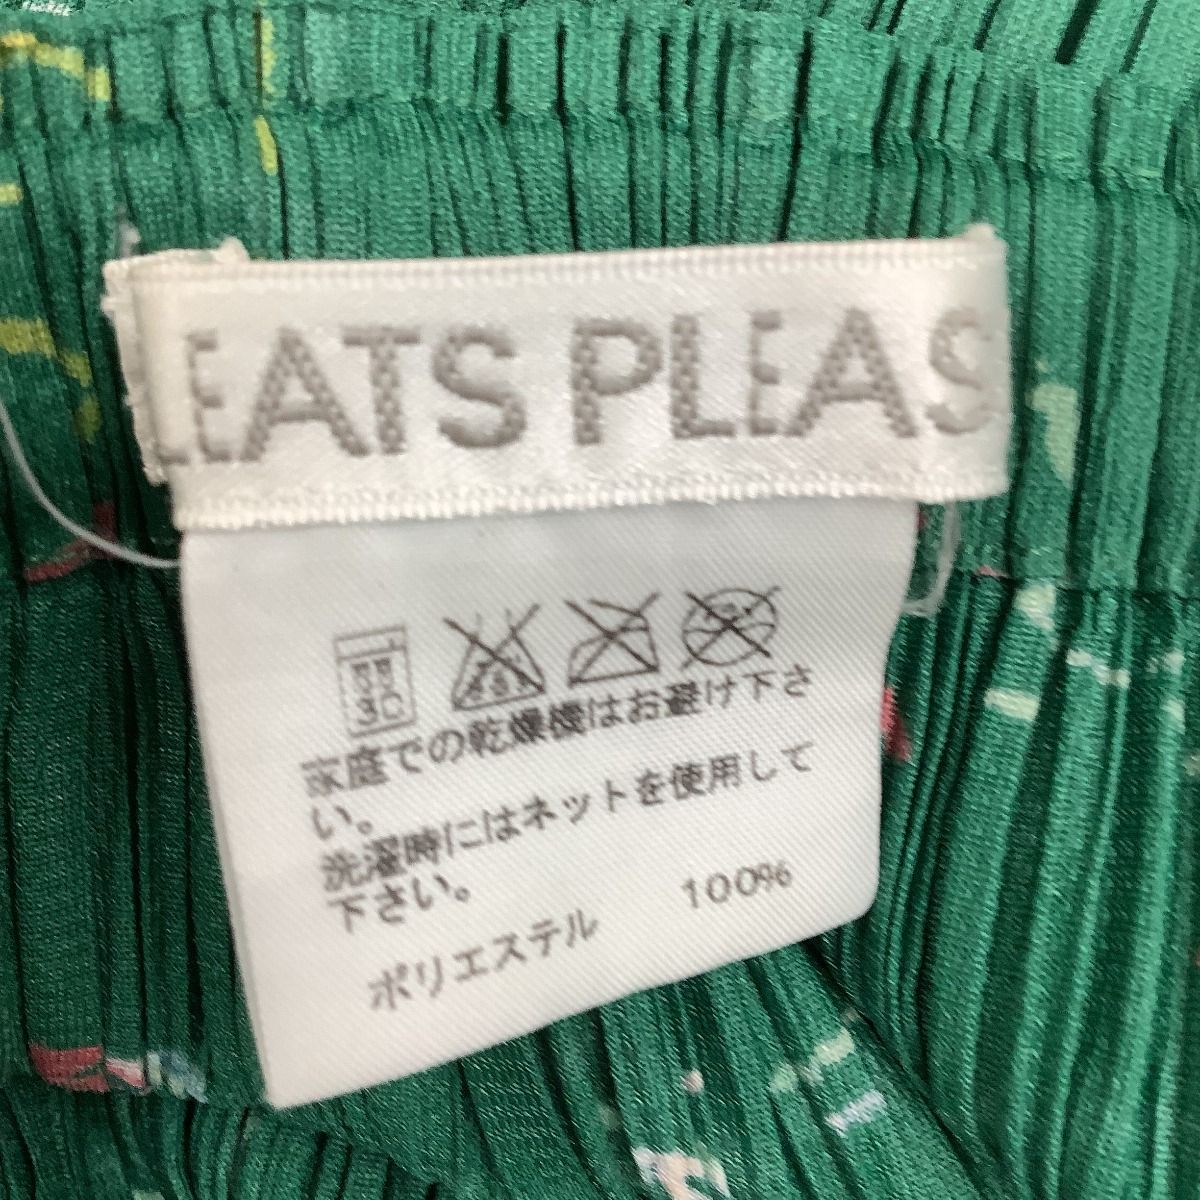 LEATS PLEAS
家庭での乾燥機はお避け下さ
い。
洗濯時にはネットを使用して
下さい。
ポリエステル 100%